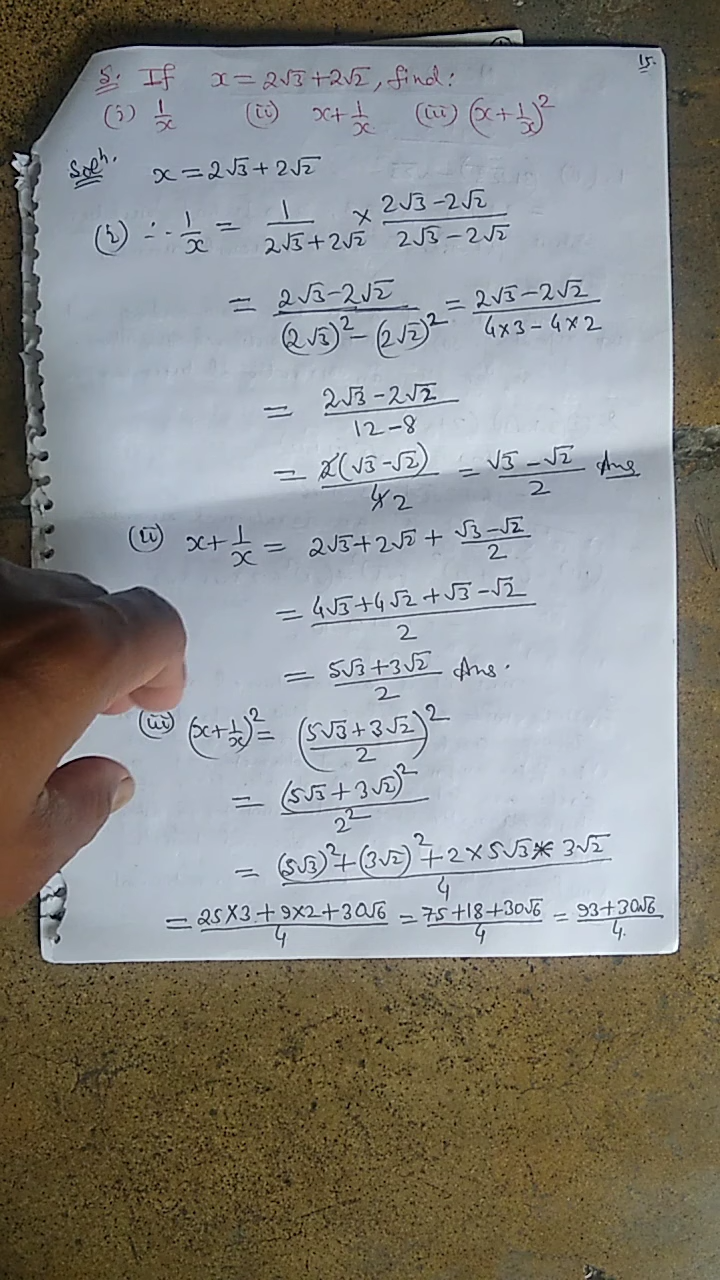 15.
5. If x = 2√3 + 2√2, find:
(i) 1/x (ii) x + 1/x (iii) (x + 1/x)²
Solⁿ. x = 2√3 + 2√2
(i) ∴ 1/x = 1/(2√3 + 2√2) × (2√3 - 2√2)/(2√3 - 2√2)
= (2√3 - 2√2)/((2√3)² - (2√2)²) = (2√3 - 2√2)/(4×3 - 4×2)
= (2√3 - 2√2)/(12 - 8)
= 2(√3 - √2)/4 2 = (√3 - √2)/2 Ans
(ii) x + 1/x = 2√3 + 2√2 + (√3 - √2)/2
= (4√3 + 4√2 + √3 - √2)/2
= (5√3 + 3√2)/2 Ans.
(iii) (x + 1/x)² = ((5√3 + 3√2)/2)²
= (5√3 + 3√2)²/2²
= ((5√3)² + (3√2)² + 2 × 5√3 × 3√2)/4
= (25×3 + 9×2 + 30√6)/4 = (75 + 18 + 30√6)/4 = (93 + 30√6)/4.